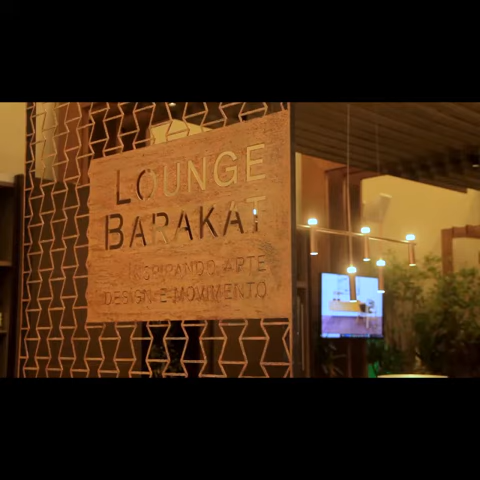 LOUNGE
BARAKAT
INSPIRANDO ARTE
DESIGN E MOVIMENTO